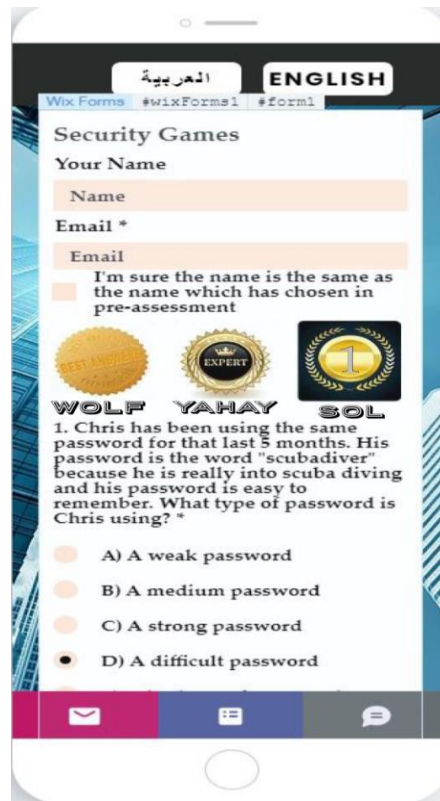 العربية
ENGLISH
Wix Forms #wixForms1 #form1
Security Games
Your Name
Name
Email *
Email
I'm sure the name is the same as
the name which has chosen in
pre-assessment
BEST ANSWER
EXPERT
1
WOLF
YAHAY
SOL
1. Chris has been using the same
password for that last 5 months. His
password is the word "scubadiver"
because he is really into scuba diving
and his password is easy to
remember. What type of password is
Chris using? *
A) A weak password
B) A medium password
C) A strong password
D) A difficult password